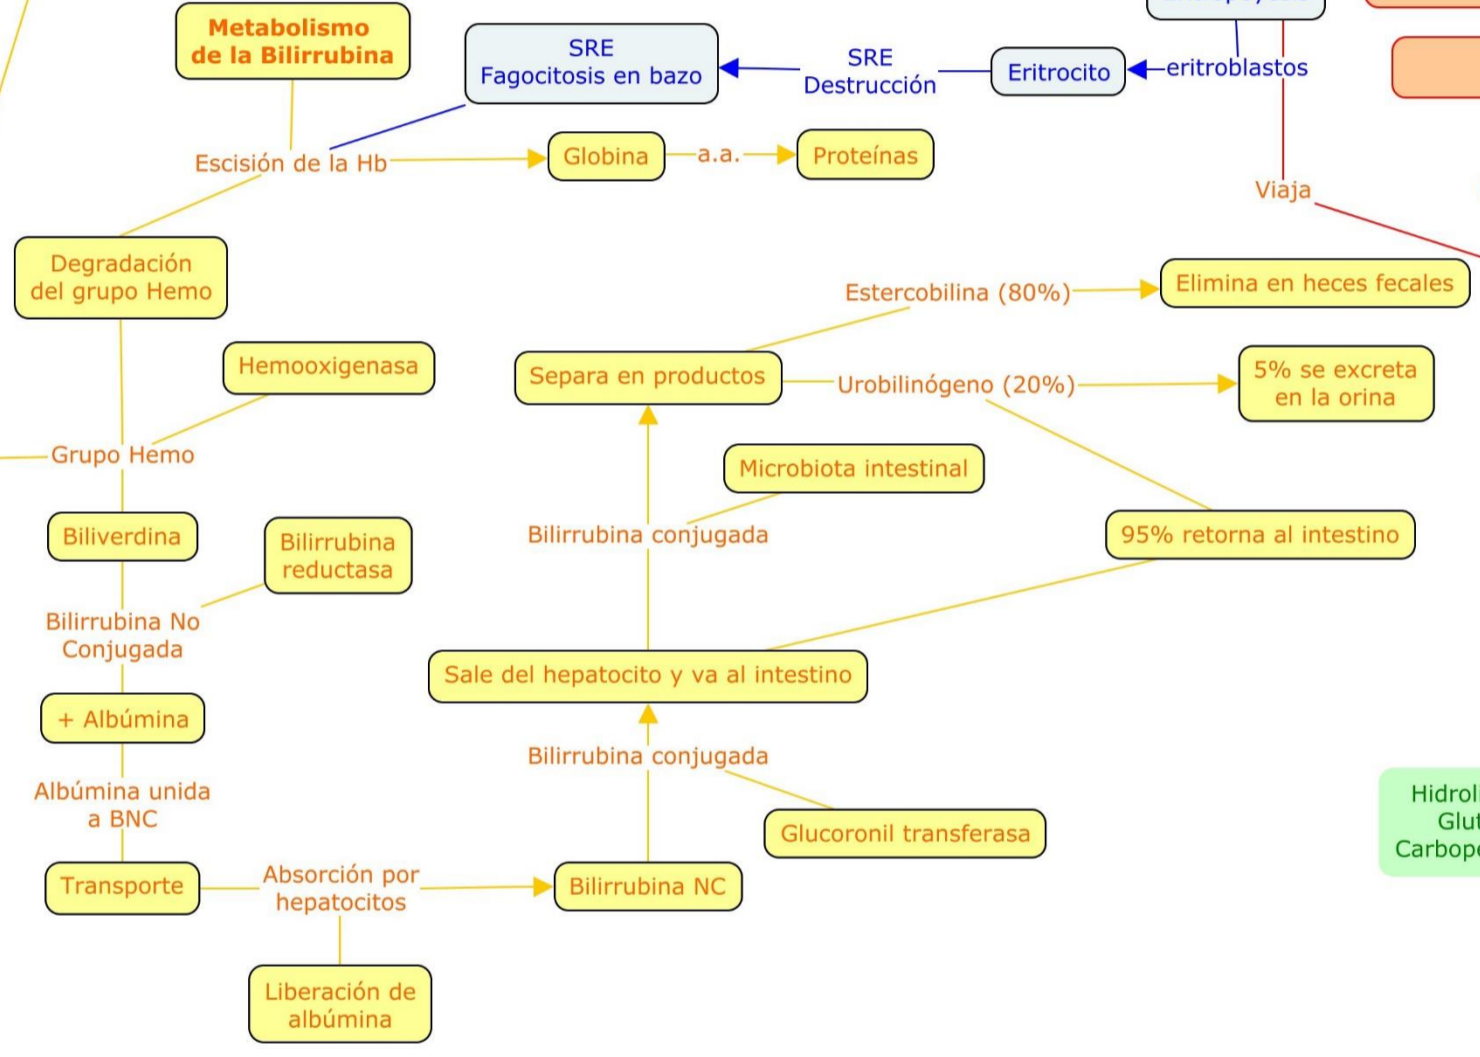 Metabolismo
de la Bilirrubina
SRE
Fagocitosis en bazo
SRE
Destrucción
Eritrocito
eritroblastos
Escisión de la Hb
Globina
a.a.
Proteínas
Viaja
Degradación
del grupo Hemo
Estercobilina (80%)
Elimina en heces fecales
Hemooxigenasa
Separa en productos
Urobilinógeno (20%)
5% se excreta
en la orina
Grupo Hemo
Microbiota intestinal
Biliverdina
Bilirrubina
reductasa
Bilirrubina conjugada
95% retorna al intestino
Bilirrubina No
Conjugada
Sale del hepatocito y va al intestino
+ Albúmina
Bilirrubina conjugada
Albúmina unida
a BNC
Glucoronil transferasa
Hidroli
Glut
Carbope
Transporte
Absorción por
hepatocitos
Bilirrubina NC
Liberación de
albúmina